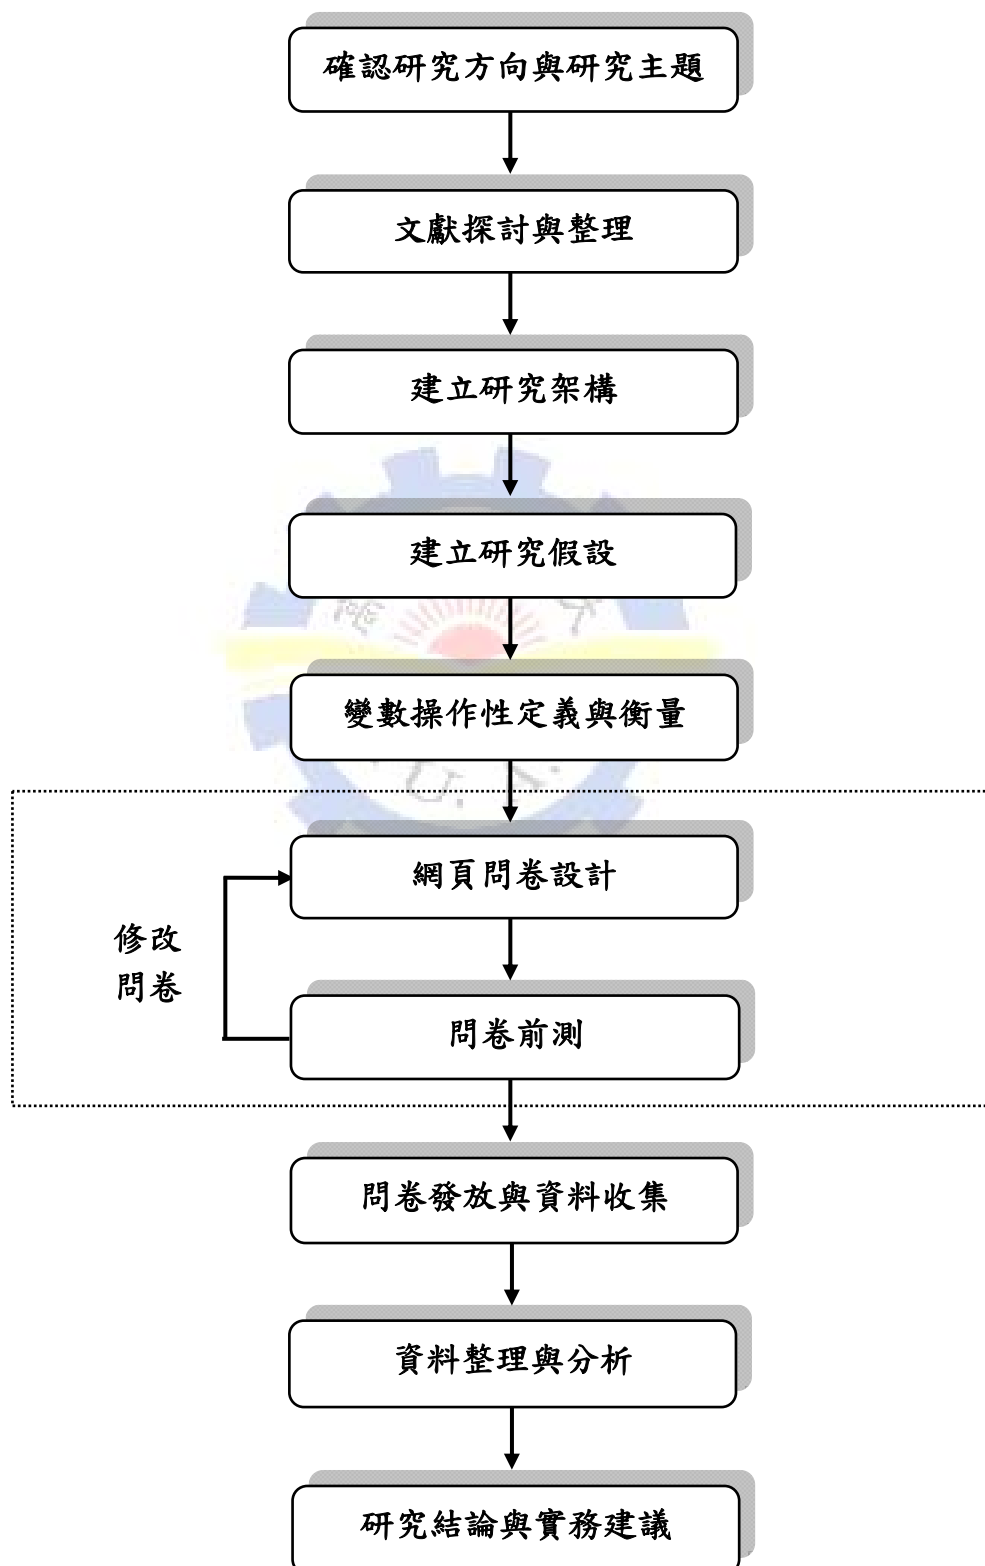 確認研究方向與研究主題
文獻探討與整理
建立研究架構
建立研究假設
變數操作性定義與衡量
網頁問卷設計
修改
問卷
問卷前測
問卷發放與資料收集
資料整理與分析
研究結論與實務建議